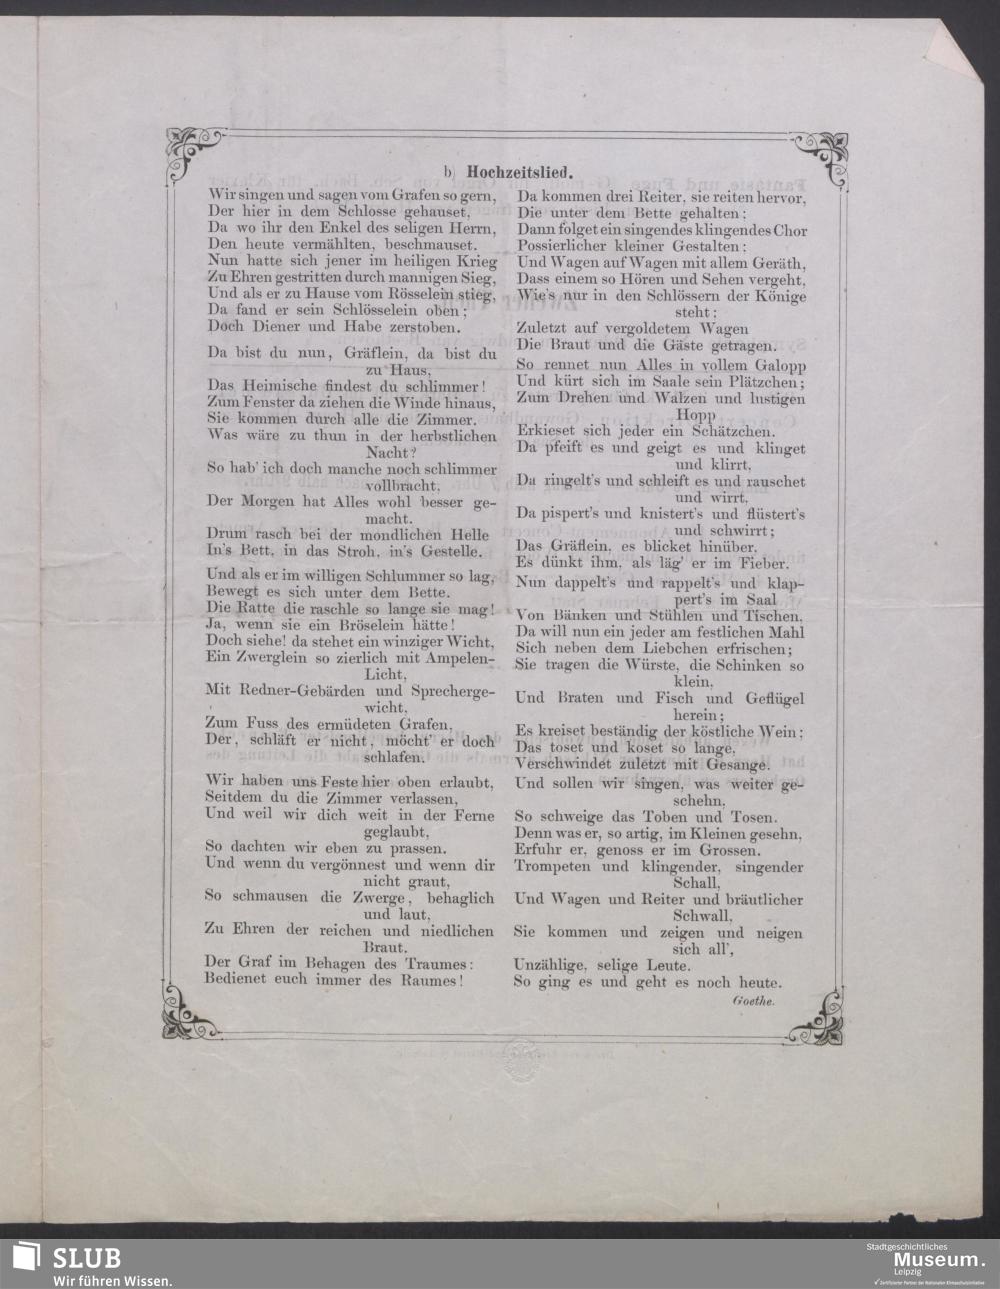 b) Hochzeitslied.
Wir singen und sagen vom Grafen so gern,
Der hier in dem Schlosse gehauset,
Da wo ihr den Enkel des seligen Herrn,
Den heute vermählten, beschmauset.
Nun hatte sich jener im heiligen Krieg
Zu Ehren gestritten durch mannigen Sieg,
Und als er zu Hause vom Rösselein stieg,
Da fand er sein Schlösselein oben;
Doch Diener und Habe zerstoben.
Da bist du nun, Gräflein, da bist du
zu Haus,
Das Heimische findest du schlimmer!
Zum Fenster da ziehen die Winde hinaus,
Sie kommen durch alle die Zimmer.
Was wäre zu thun in der herbstlichen
Nacht?
So hab' ich doch manche noch schlimmer
vollbracht,
Der Morgen hat Alles wohl besser ge-
macht.
Drum rasch bei der mondlichen Helle
In's Bett, in das Stroh, in's Gestelle.
Und als er im willigen Schlummer so lag,
Bewegt es sich unter dem Bette.
Die Ratte die raschle so lange sie mag!
Ja, wenn sie ein Bröselein hätte!
Doch siehe! da stehet ein winziger Wicht,
Ein Zwerglein so zierlich mit Ampelen-
Licht,
Mit Redner-Gebärden und Sprecherge-
wicht,
Zum Fuss des ermüdeten Grafen,
Der, schläft er nicht, möcht' er doch
schlafen.
Wir haben uns Feste hier oben erlaubt,
Seitdem du die Zimmer verlassen,
Und weil wir dich weit in der Ferne
geglaubt,
So dachten wir eben zu prassen.
Und wenn du vergönnest und wenn dir
nicht graut,
So schmausen die Zwerge, behaglich
und laut,
Zu Ehren der reichen und niedlichen
Braut.
Der Graf im Behagen des Traumes:
Bedienet euch immer des Raumes!
Da kommen drei Reiter, sie reiten hervor,
Die unter dem Bette gehalten;
Dann folget ein singendes klingendes Chor
Possierlicher kleiner Gestalten;
Und Wagen auf Wagen mit allem Geräth,
Dass einem so Hören und Sehen vergeht,
Wie's nur in den Schlössern der Könige
steht;
Zuletzt auf vergoldetem Wagen
Die Braut und die Gäste getragen.
So rennet nun Alles in vollem Galopp
Und kürt sich im Saale sein Plätzchen;
Zum Drehen und Walzen und lustigen
Hopp
Erkieset sich jeder ein Schätzchen.
Da pfeift es und geigt es und klinget
und klirrt,
Da ringelt's und schleift es und rauschet
und wirrt,
Da pispert's und knistert's und flüstert's
und schwirrt;
Das Gräflein, es blicket hinüber,
Es dünkt ihm, als läg' er im Fieber.
Nun dappelt's und rappelt's und klap-
pert's im Saal
Von Bänken und Stühlen und Tischen,
Da will nun ein jeder am festlichen Mahl
Sich neben dem Liebchen erfrischen;
Sie tragen die Würste, die Schinken so
klein,
Und Braten und Fisch und Geflügel
herein;
Es kreiset beständig der köstliche Wein;
Das toset und koset so lange,
Verschwindet zuletzt mit Gesange.
Und sollen wir singen, was weiter ge-
schehn,
So schweige das Toben und Tosen.
Denn was er, so artig, im Kleinen gesehn,
Erfuhr er, genoss er im Grossen.
Trompeten und klingender, singender
Schall,
Und Wagen und Reiter und bräutlicher
Schwall,
Sie kommen und zeigen und neigen
sich all',
Unzählige, selige Leute.
So ging es und geht es noch heute.
Goethe.
SLUB
Wir führen Wissen.
Stadtgeschichtliches
Museum.
Leipzig
Zertifizierter Partner der Nationalen Klimaschutzinitiative